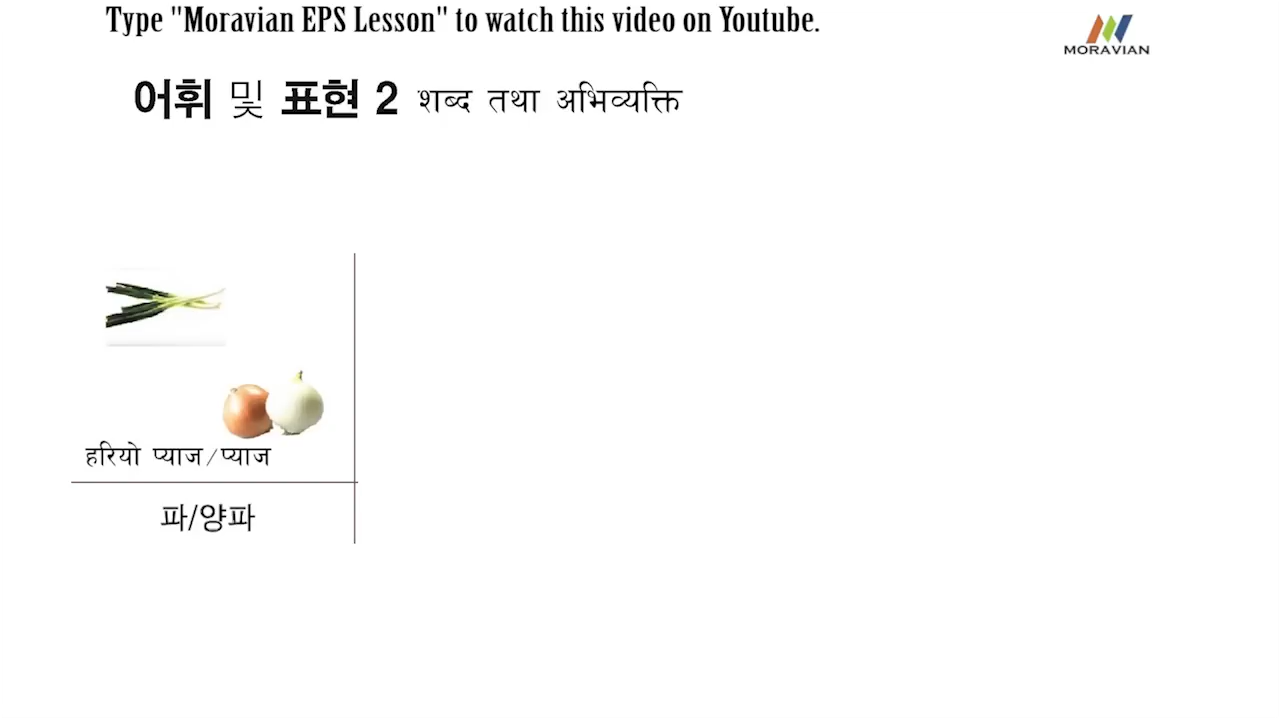 Type "Moravian EPS Lesson" to watch this video on Youtube.
MORAVIAN
어휘 및 표현 2 शब्द तथा अभिव्यक्ति
हरियो प्याज/प्याज
파/양파